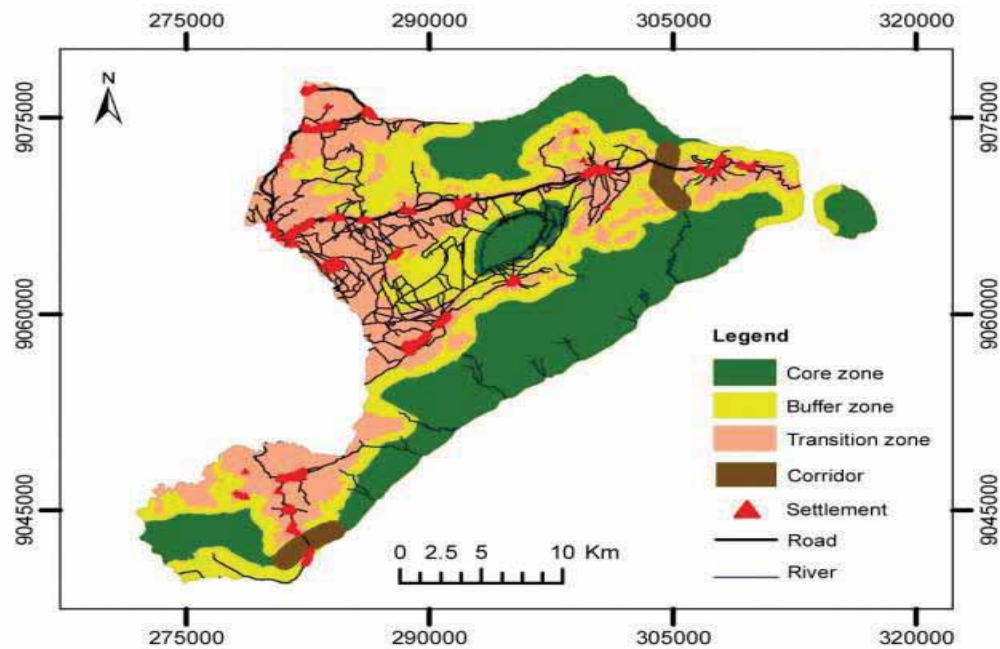 275000 290000 305000 320000
N
9075000 9075000
9060000 9060000
9045000 9045000
Legend
Core zone
Buffer zone
Transition zone
Corridor
Settlement
Road
River
0 2.5 5 10 Km
275000 290000 305000 320000